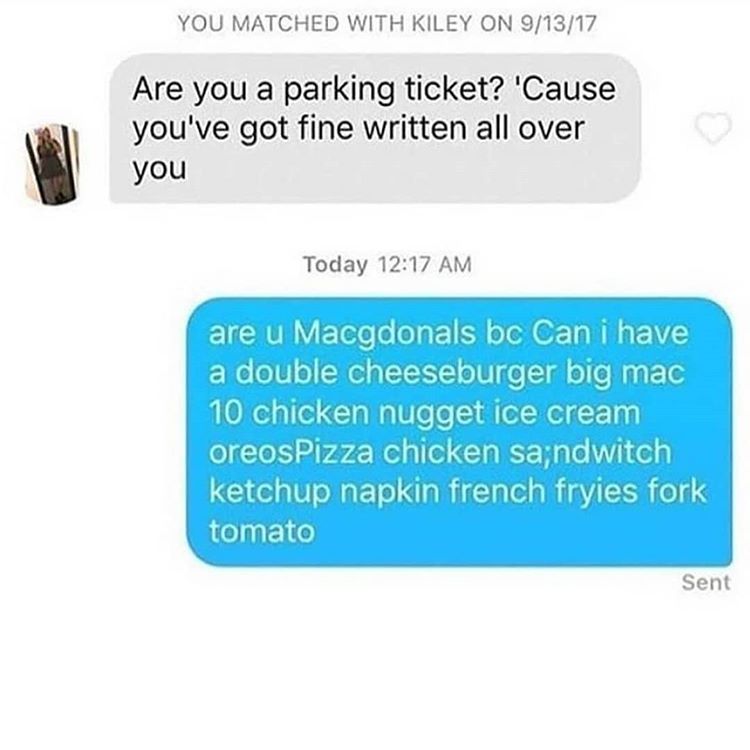 YOU MATCHED WITH KILEY ON 9/13/17
Are you a parking ticket? 'Cause
you've got fine written all over
you
Today 12:17 AM
are u Macgdonals bc Can i have
a double cheeseburger big mac
10 chicken nugget ice cream
oreosPizza chicken sa;ndwitch
ketchup napkin french fryies fork
tomato
Sent